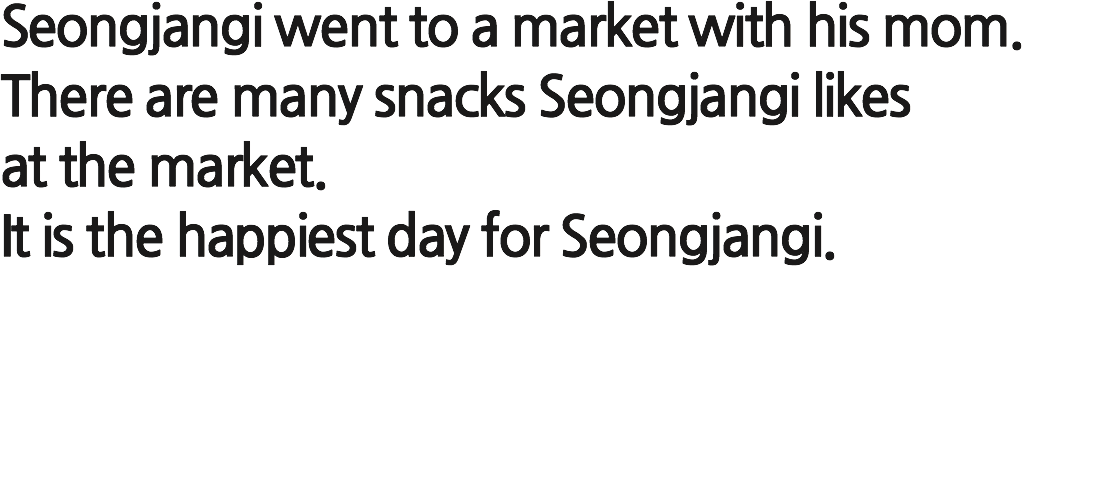 Seongjangi went to a market with his mom.
There are many snacks Seongjangi likes
at the market.
It is the happiest day for Seongjangi.